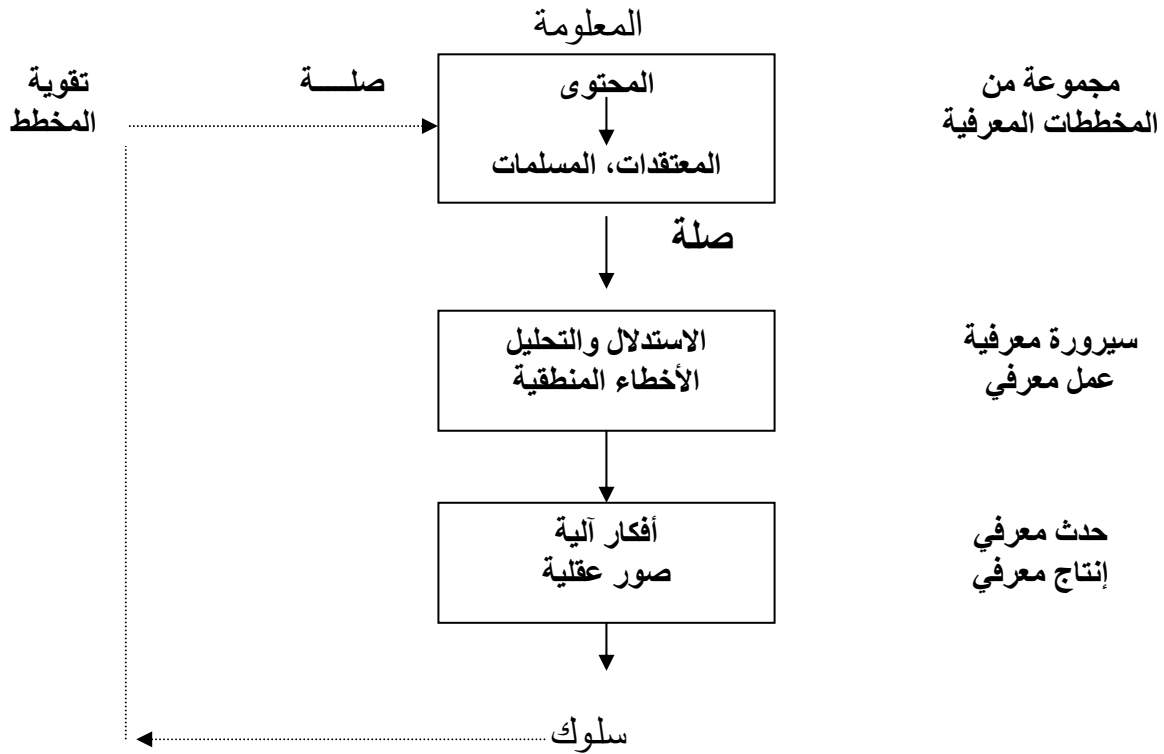 المعلومة
مجموعة من
المخططات المعرفية
المحتوى
المعتقدات، المسلمات
صلـــــة
تقوية
المخطط
صلة
سيرورة معرفية
عمل معرفي
الاستدلال والتحليل
الأخطاء المنطقية
حدث معرفي
إنتاج معرفي
أفكار آلية
صور عقلية
سلوك